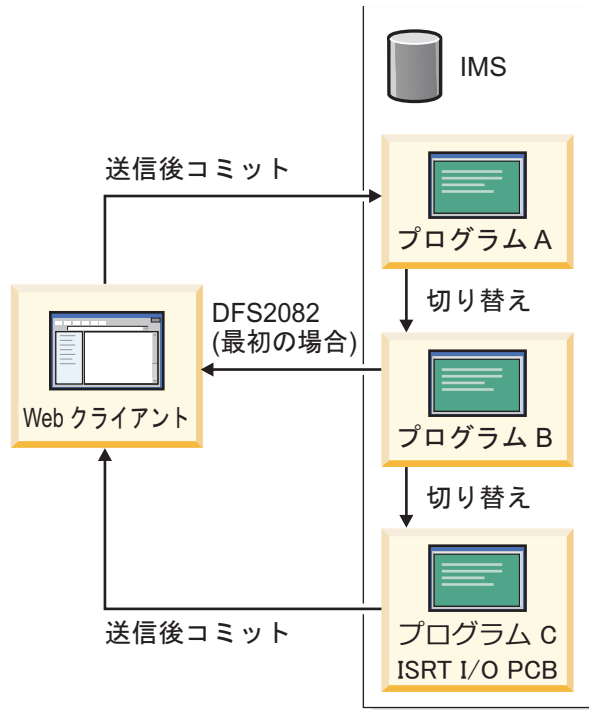 IMS
送信後コミット
プログラム A
切り替え
DFS2082
(最初の場合)
Web クライアント
プログラム B
切り替え
送信後コミット
プログラム C
ISRT I/O PCB